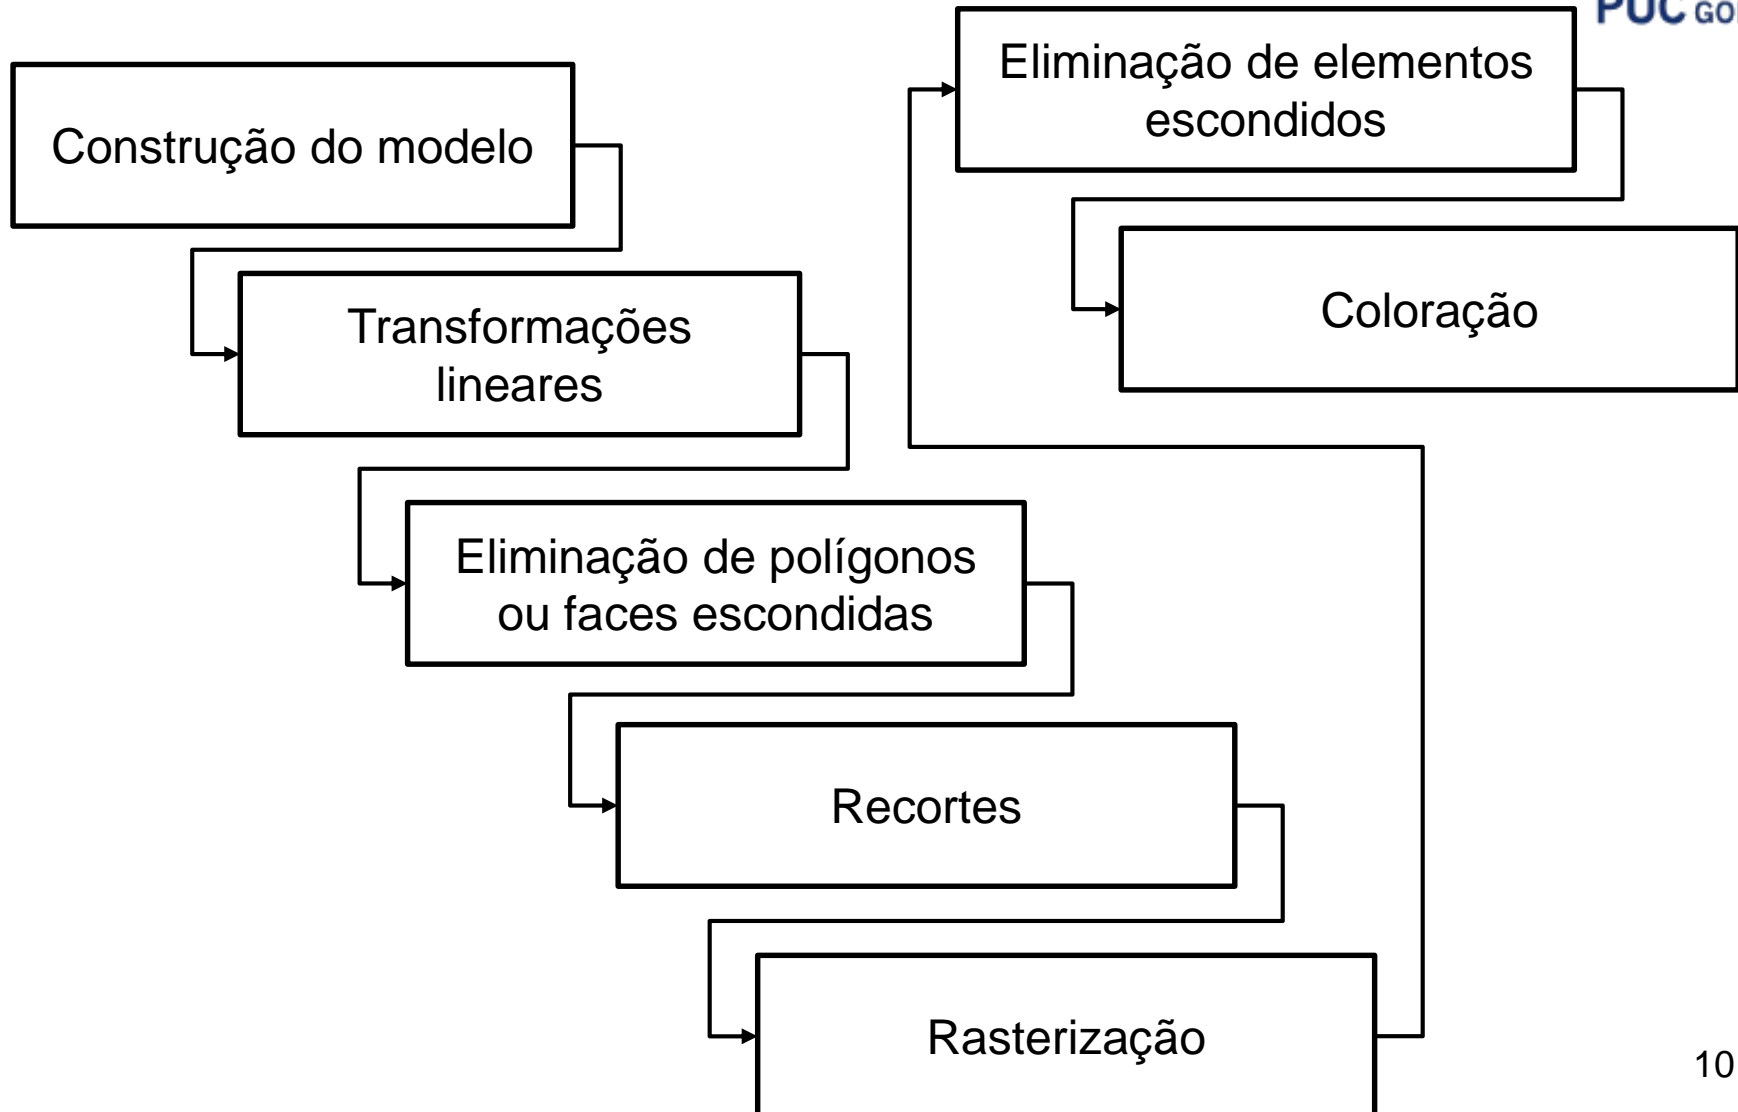 PUC
Construção do modelo
Transformações
lineares
Eliminação de polígonos
ou faces escondidas
Recortes
Rasterização
Eliminação de elementos
escondidos
Coloração
10